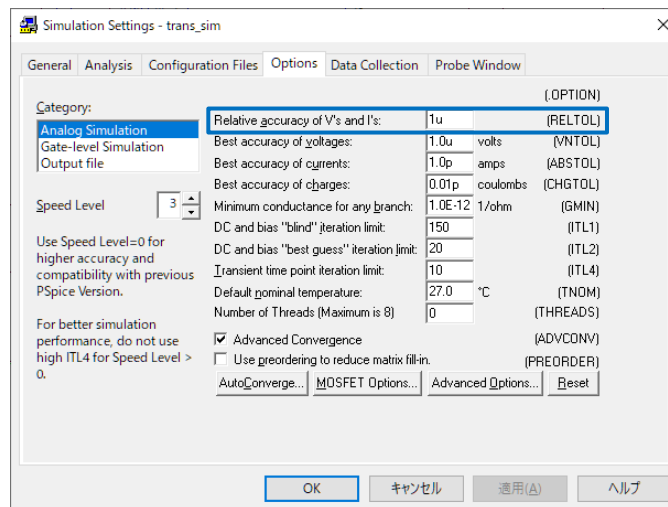 Simulation Settings - trans_sim
General Analysis Configuration Files Options Data Collection Probe Window
(.OPTION)
Category:
Analog Simulation
Gate-level Simulation
Output file
Speed Level 3
Use Speed Level=0 for
higher accuracy and
compatibility with previous
PSpice Version.
For better simulation
performance, do not use
high ITL4 for Speed Level >
0.
Relative accuracy of V's and I's: 1u (RELTOL)
Best accuracy of voltages: 1.0u volts (VNTOL)
Best accuracy of currents: 1.0p amps (ABSTOL)
Best accuracy of charges: 0.01p coulombs (CHGTOL)
Minimum conductance for any branch: 1.0E-12 1/ohm (GMIN)
DC and bias "blind" iteration limit: 150 (ITL1)
DC and bias "best guess" iteration limit: 20 (ITL2)
Transient time point iteration limit: 10 (ITL4)
Default nominal temperature: 27.0 °C (TNOM)
Number of Threads (Maximum is 8) 0 (THREADS)
Advanced Convergence (ADVCONV)
Use preordering to reduce matrix fill-in. (PREORDER)
AutoConverge... MOSFET Options... Advanced Options... Reset
OK キャンセル 適用(A) ヘルプ